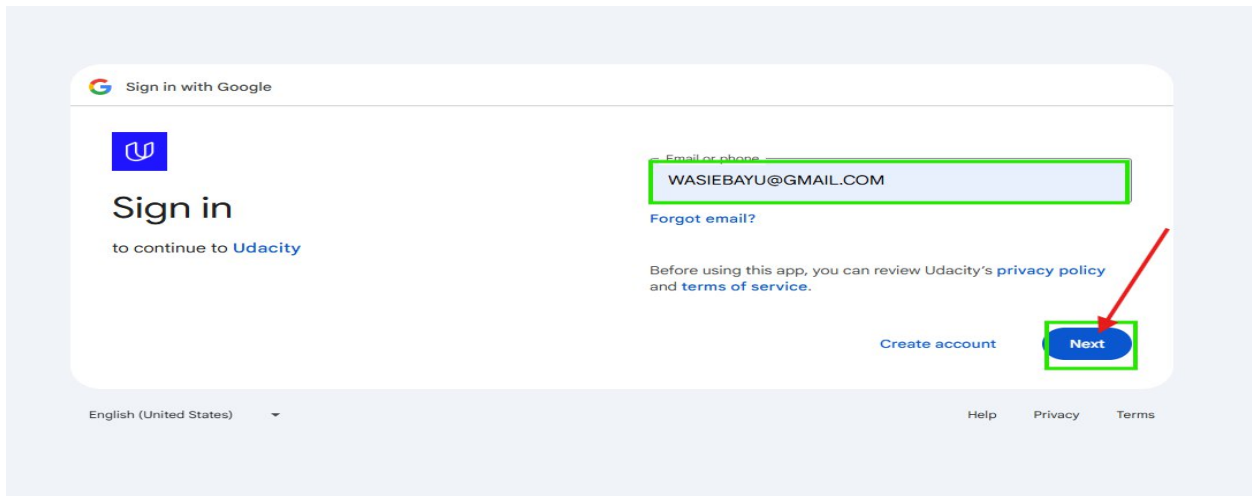 Sign in with Google
Sign in
to continue to Udacity
Email or phone
WASIEBAYU@GMAIL.COM
Forgot email?
Before using this app, you can review Udacity's privacy policy
and terms of service.
Create account
Next
English (United States)
Help Privacy Terms